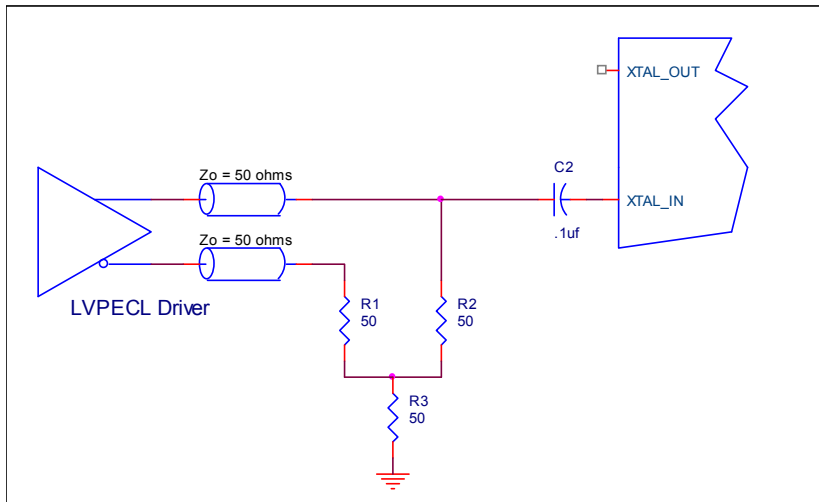 XTAL_OUT
Zo = 50 ohms
C2
XTAL_IN
.1uf
Zo = 50 ohms
LVPECL Driver
R1
50
R2
50
R3
50